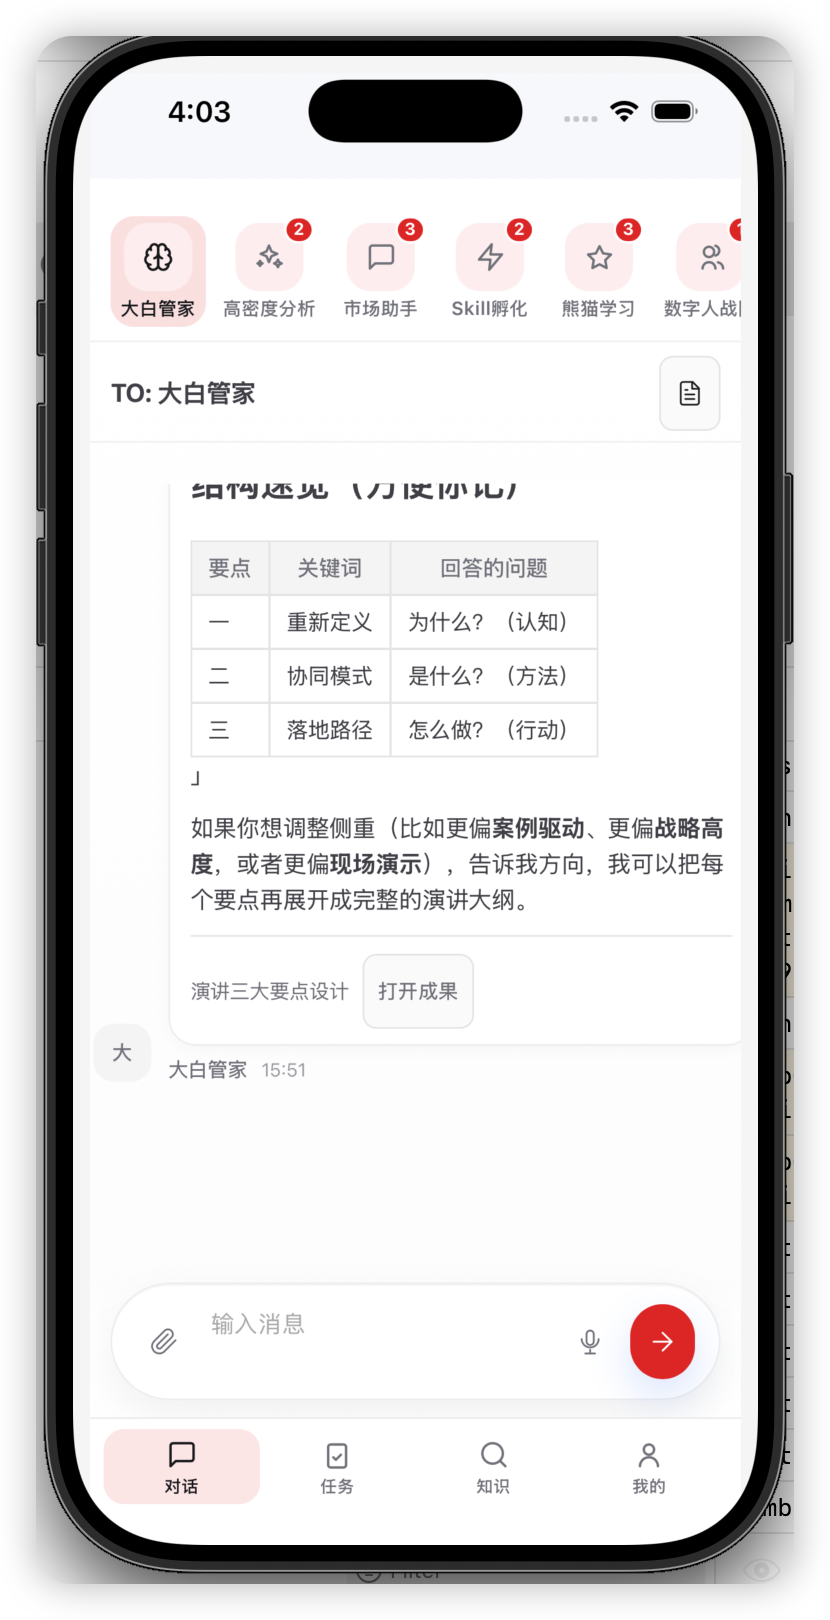 4:03
2
3
2
3
大白管家
高密度分析
市场助手
Skill孵化
熊猫学习
数字人战
TO: 大白管家
结构速览（方便你记）
要点 关键词 回答的问题
一 重新定义 为什么？（认知）
二 协同模式 是什么？（方法）
三 落地路径 怎么做？（行动）
」
如果你想调整侧重（比如更偏案例驱动、更偏战略高
度，或者更偏现场演示），告诉我方向，我可以把每
个要点再展开成完整的演讲大纲。
演讲三大要点设计 打开成果
大
大白管家 15:51
输入消息
对话
任务
知识
我的